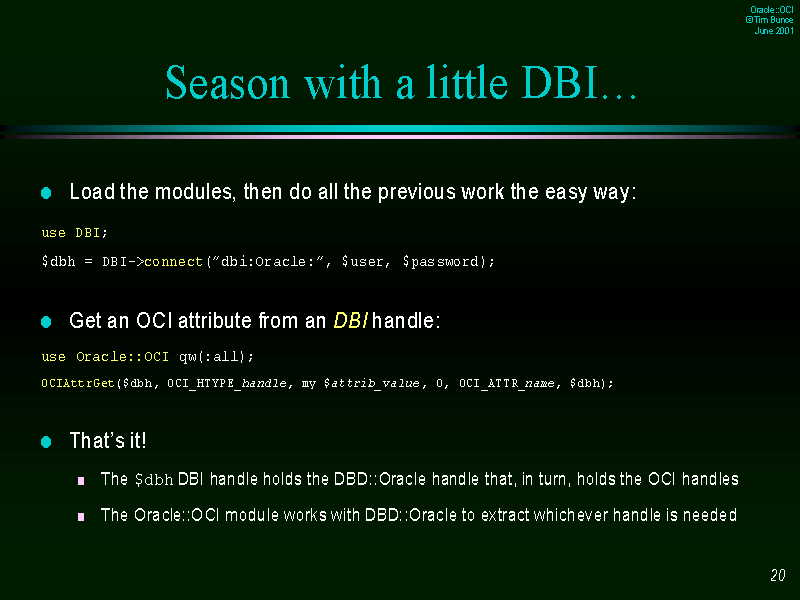 Oracle::OCI
©Tim Bunce
June 2001
Season with a little DBI…
Load the modules, then do all the previous work the easy way:
use DBI;
$dbh = DBI->connect(”dbi:Oracle:”, $user, $password);
Get an OCI attribute from an DBI handle:
use Oracle::OCI qw(:all);
OCIAttrGet($dbh, OCI_HTYPE_handle, my $attrib_value, 0, OCI_ATTR_name, $dbh);
That’s it!
The $dbh DBI handle holds the DBD::Oracle handle that, in turn, holds the OCI handles
The Oracle::OCI module works with DBD::Oracle to extract whichever handle is needed
20